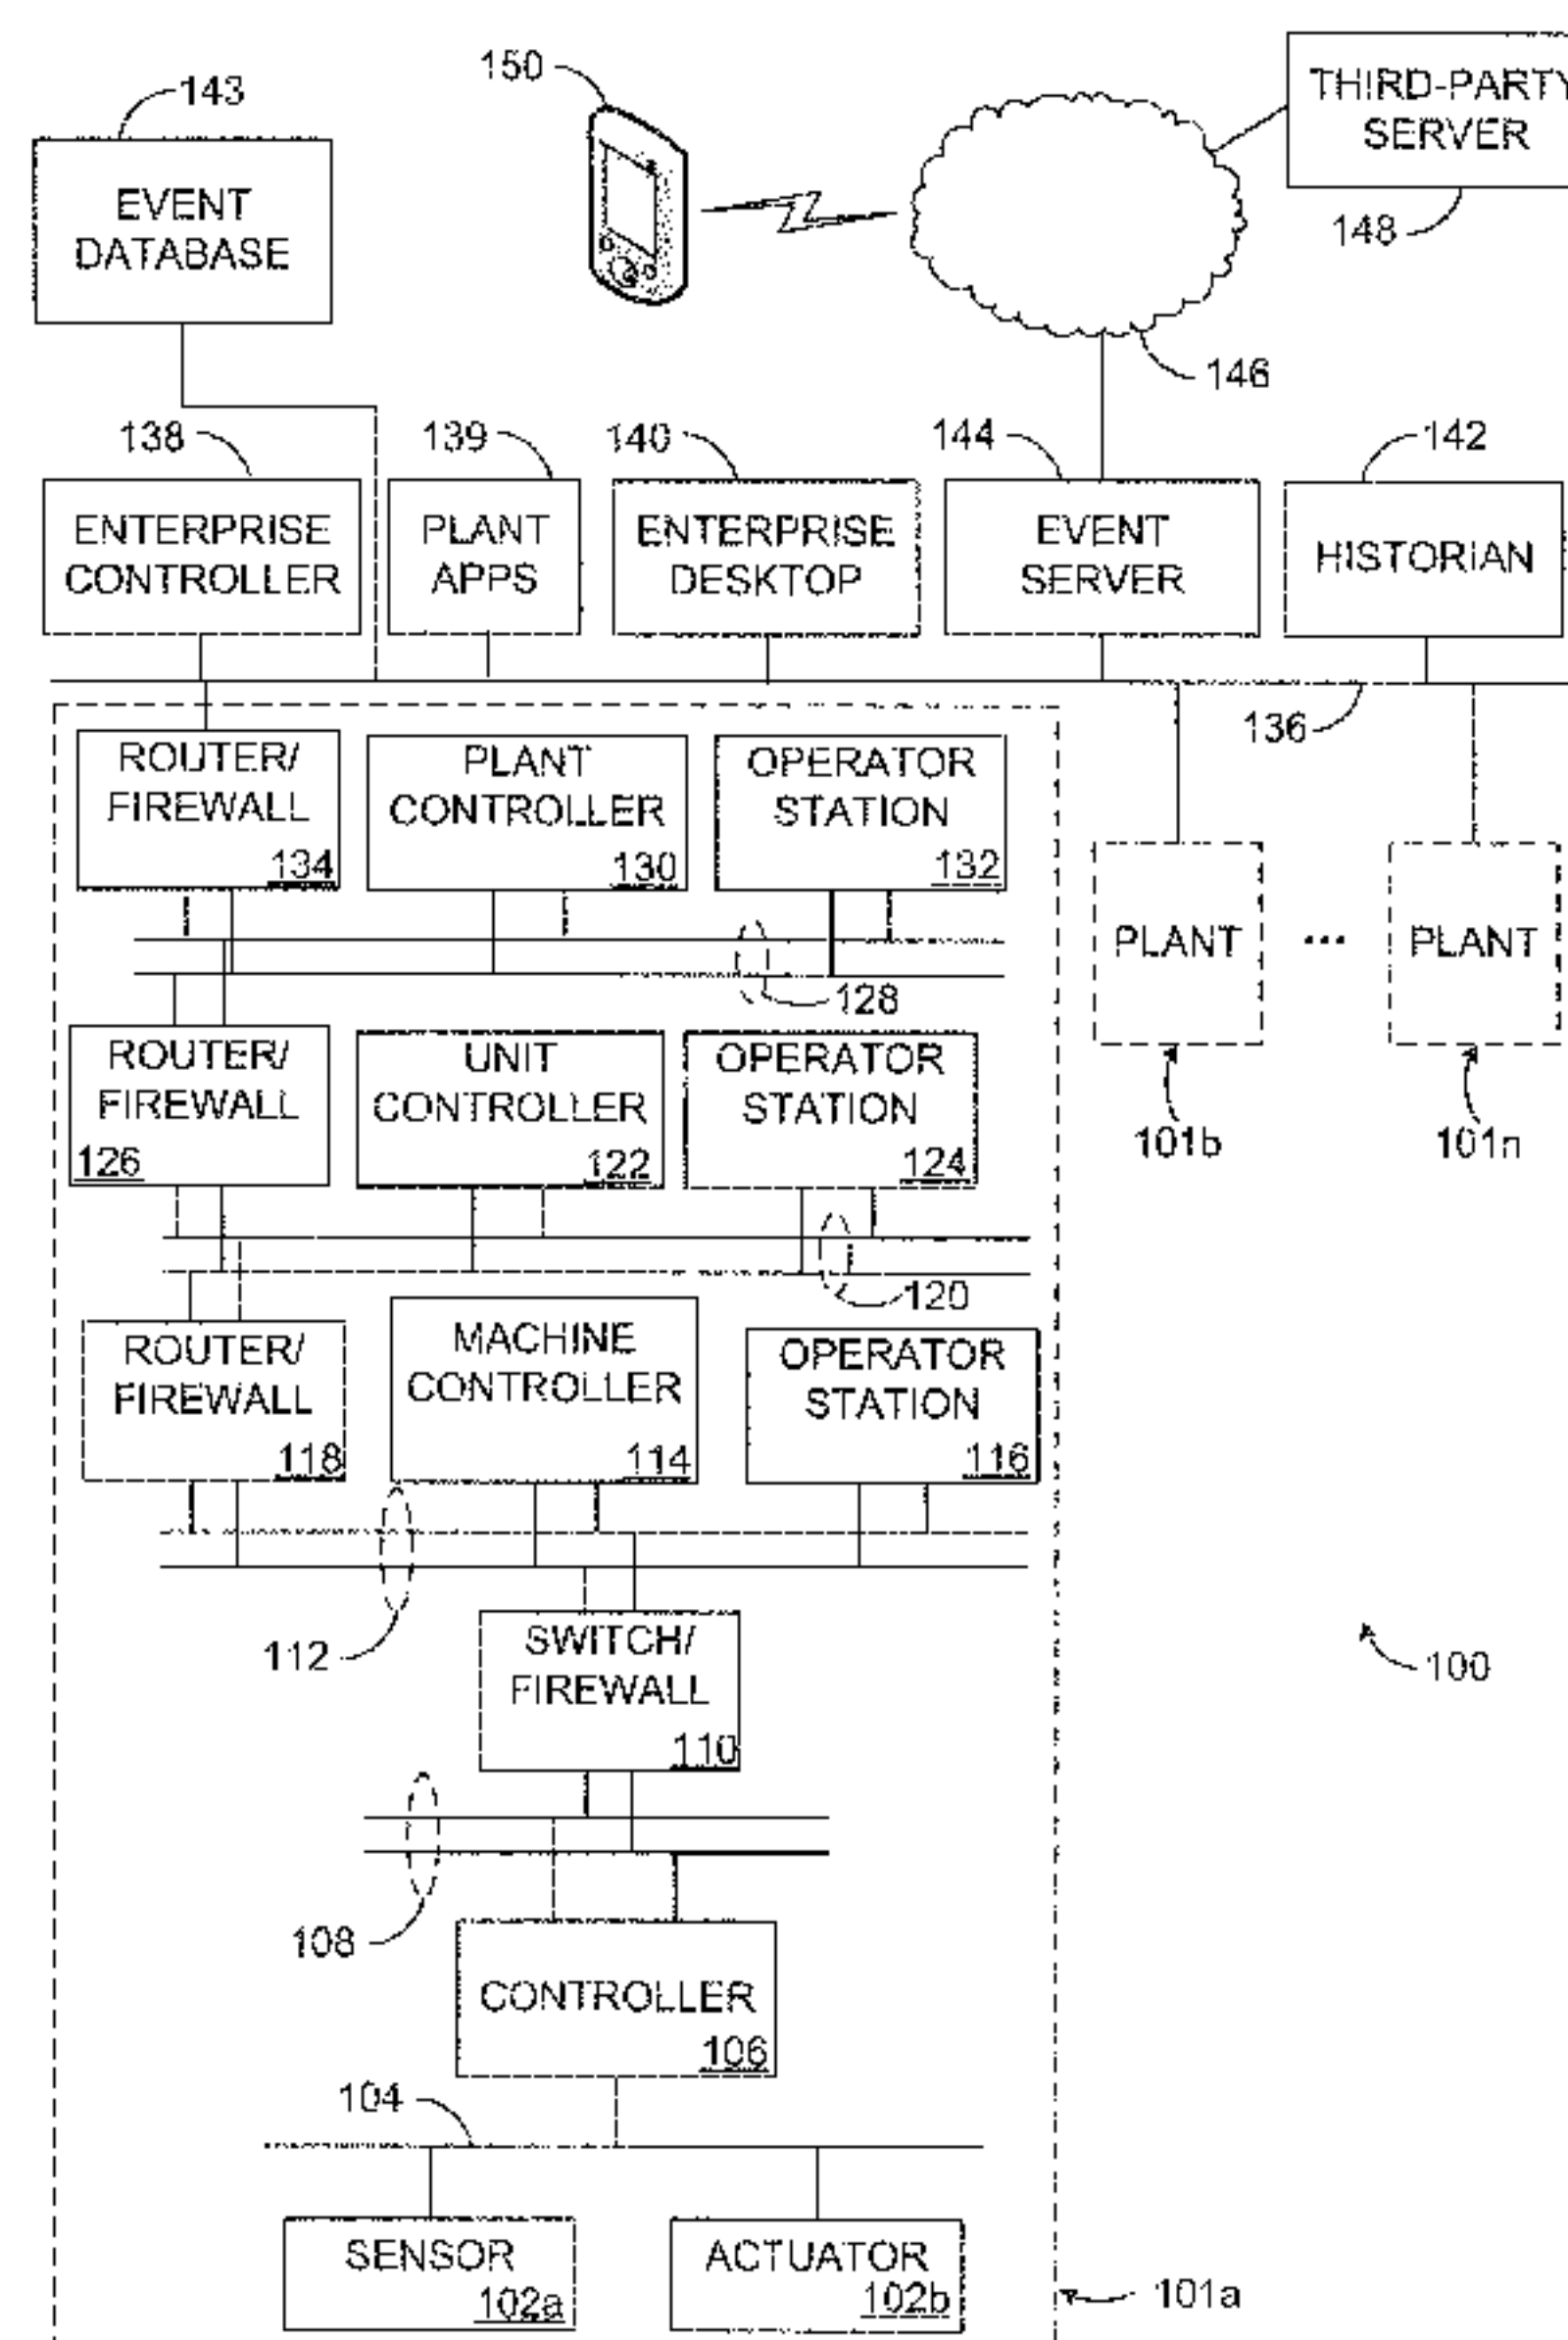 150
THIRD-PARTY
SERVER
148
143
EVENT
DATABASE
146
138
139
140
144
142
ENTERPRISE
CONTROLLER
PLANT
APPS
ENTERPRISE
DESKTOP
EVENT
SERVER
HISTORIAN
136
ROUTER/
FIREWALL
134
PLANT
CONTROLLER
130
OPERATOR
STATION
132
128
PLANT
...
PLANT
101b
101n
ROUTER/
FIREWALL
126
UNIT
CONTROLLER
122
OPERATOR
STATION
124
120
ROUTER/
FIREWALL
118
MACHINE
CONTROLLER
114
OPERATOR
STATION
116
112
SWITCH/
FIREWALL
110
100
108
CONTROLLER
106
104
SENSOR
102a
ACTUATOR
102b
101a